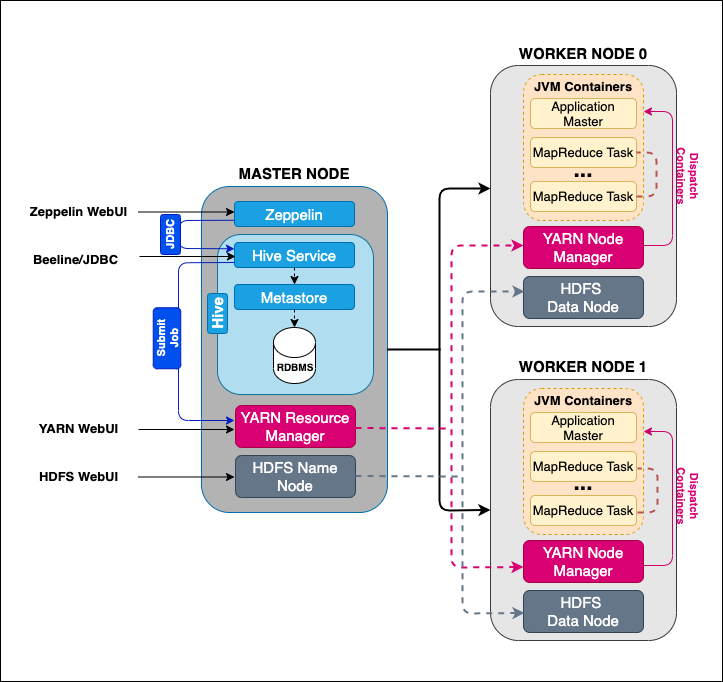 MASTER NODE
Zeppelin WebUI
Zeppelin
JDBC
Beeline/JDBC
Hive Service
Metastore
Hive
RDBMS
Submit
Job
YARN WebUI
YARN Resource
Manager
HDFS WebUI
HDFS Name
Node
WORKER NODE 0
JVM Containers
Application
Master
MapReduce Task
...
MapReduce Task
Dispatch
Containers
YARN Node
Manager
HDFS
Data Node
WORKER NODE 1
JVM Containers
Application
Master
MapReduce Task
...
MapReduce Task
Dispatch
Containers
YARN Node
Manager
HDFS
Data Node